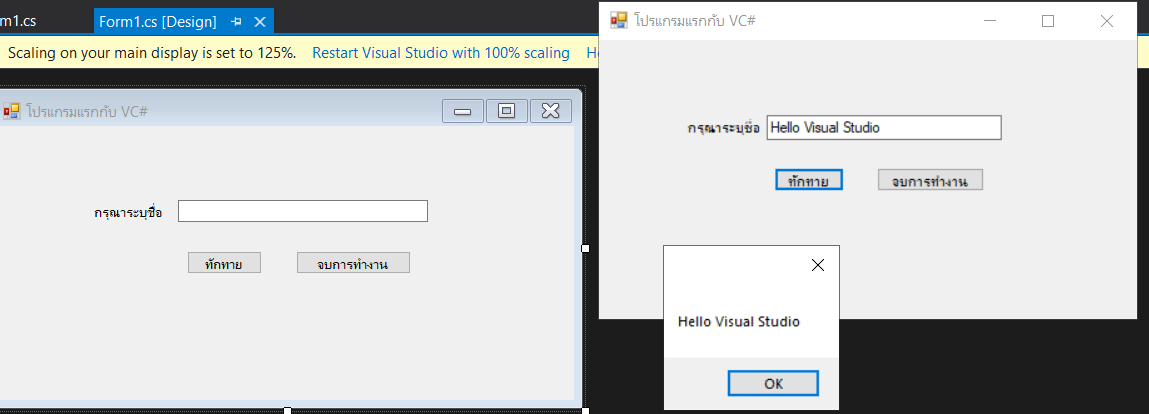 m1.cs
Form1.cs [Design]
Scaling on your main display is set to 125%. Restart Visual Studio with 100% scaling
โปรแกรมแรกกับ VC#
กรุณาระบุชื่อ
ทักทาย
จบการทำงาน
โปรแกรมแรกกับ VC#
กรุณาระบุชื่อ
Hello Visual Studio
ทักทาย
จบการทำงาน
Hello Visual Studio
OK